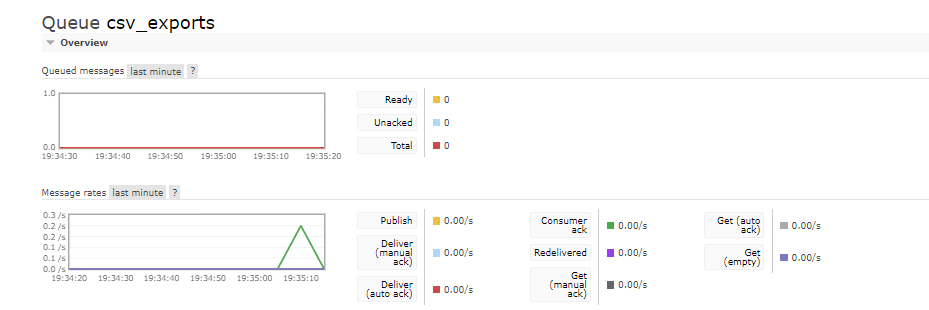 Queue csv_exports
Overview
Queued messages last minute ?
1.0
0.0
19:34:30 19:34:40 19:34:50 19:35:00 19:35:10 19:35:20
Ready 0
Unacked 0
Total 0
Message rates last minute ?
0.3 /s
0.2 /s
0.2 /s
0.1 /s
0.1 /s
0.0 /s
19:34:20 19:34:30 19:34:40 19:34:50 19:35:00 19:35:10
Publish 0.00/s
Deliver
(manual 0.00/s
ack)
Deliver
(auto ack) 0.00/s
Consumer
ack 0.00/s
Redelivered 0.00/s
Get
(manual 0.00/s
ack)
Get (auto
ack) 0.00/s
Get
(empty) 0.00/s